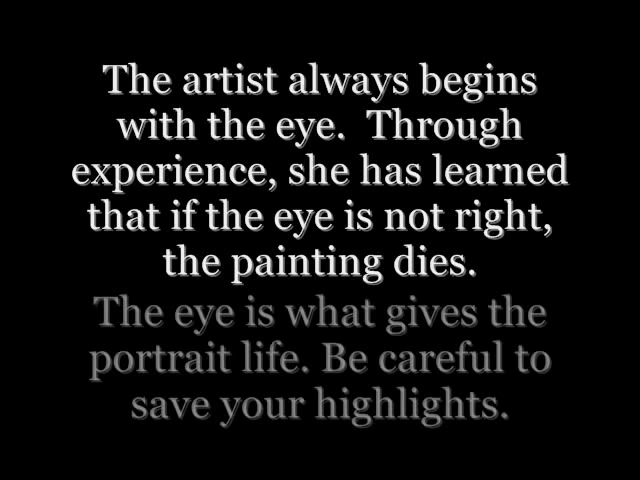 The artist always begins
with the eye.  Through
experience, she has learned
that if the eye is not right,
the painting dies.
The eye is what gives the
portrait life. Be careful to
save your highlights.